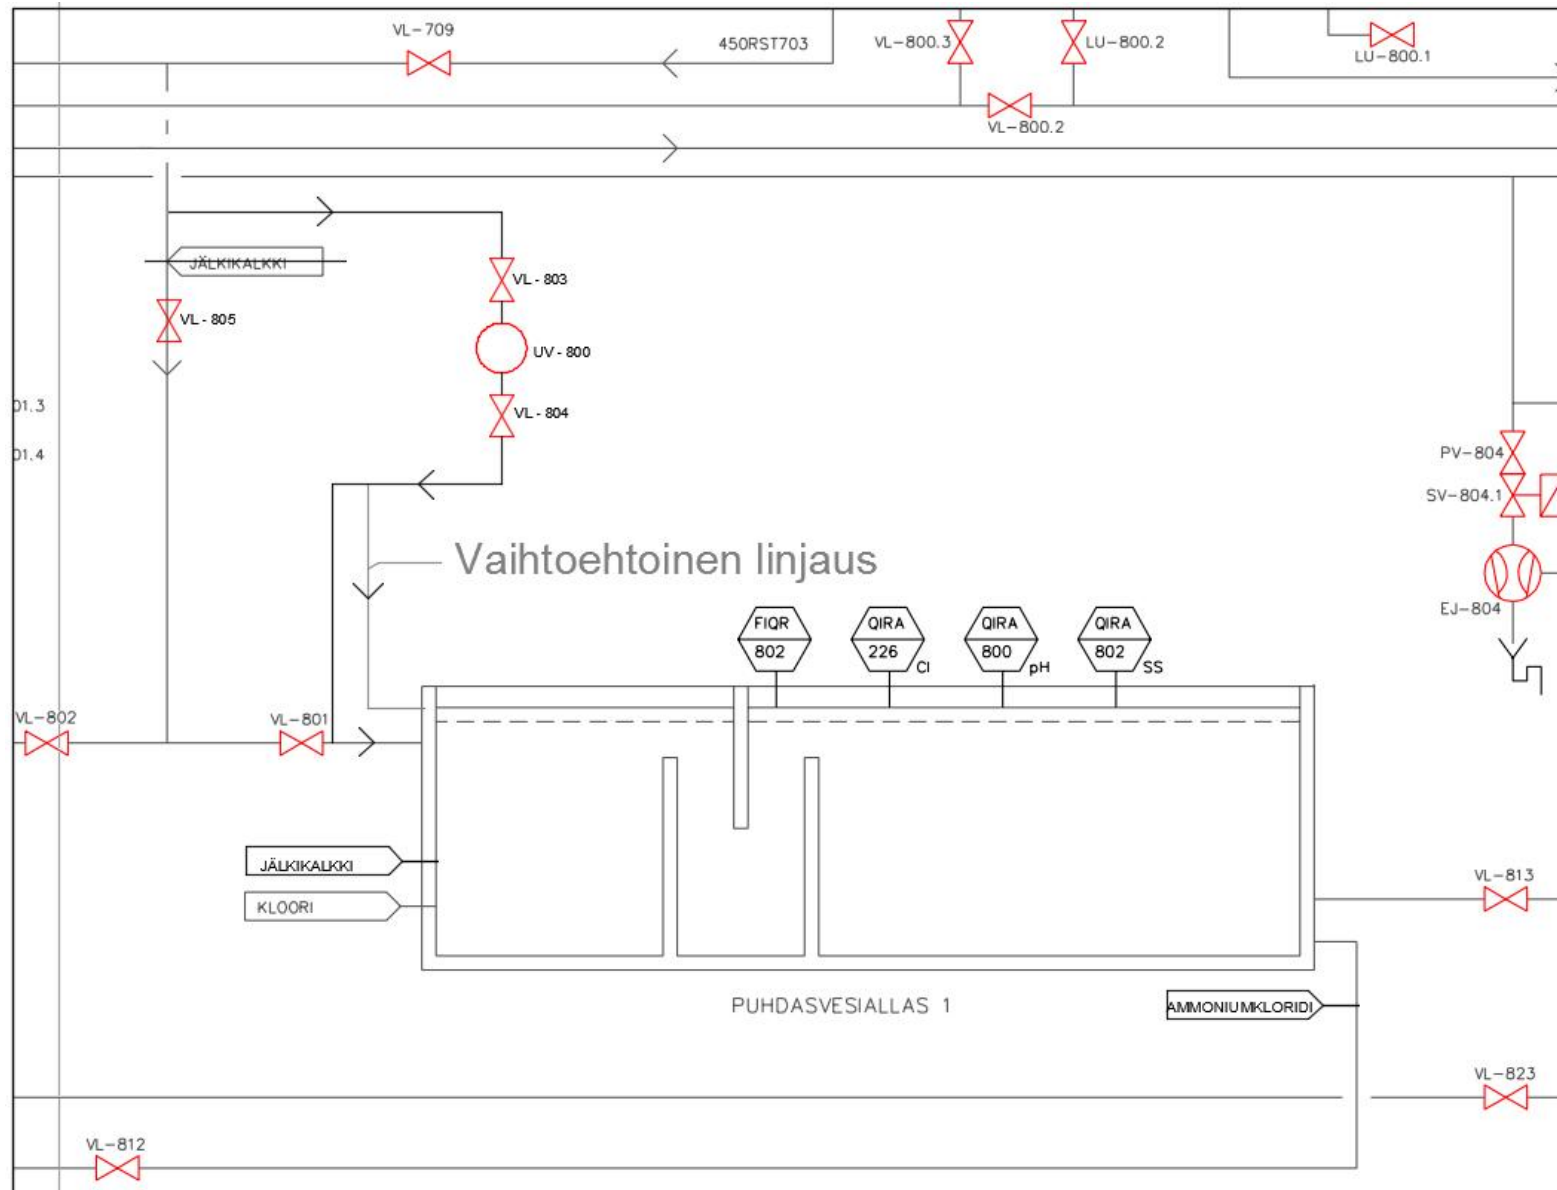 VL-709
450RST703
VL-800.3
LU-800.2
LU-800.1
VL-800.2
JÄLKIKALKKI
VL-803
VL-805
UV-800
01.3
VL-804
01.4
PV-804
SV-804.1
Vaihtoehtoinen linjaus
EJ-804
FIQR
802
QIRA
226
Cl
QIRA
800
pH
QIRA
802
SS
VL-802
VL-801
JÄLKIKALKKI
KLOORI
VL-813
PUHDASVESIALLAS 1
AMMONIUMKLORIDI
VL-823
VL-812